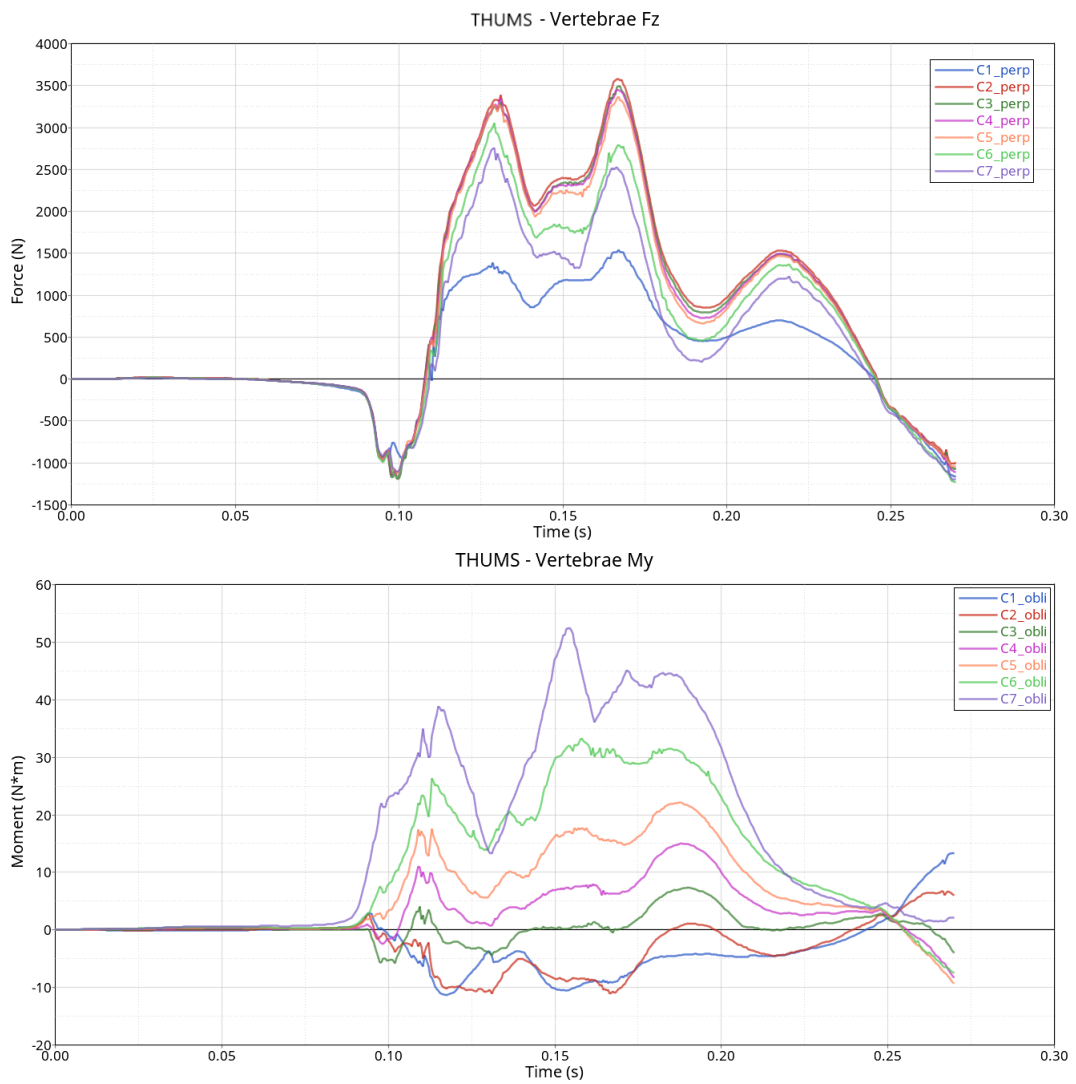 THUMS - Vertebrae Fz
4000
3500
3000
2500
2000
1500
1000
500
0
-500
-1000
-1500
Force (N)
C1_perp
C2_perp
C3_perp
C4_perp
C5_perp
C6_perp
C7_perp
0.00 0.05 0.10 0.15 0.20 0.25 0.30
Time (s)
THUMS - Vertebrae My
60
50
40
30
20
10
0
-10
-20
Moment (N*m)
C1_obli
C2_obli
C3_obli
C4_obli
C5_obli
C6_obli
C7_obli
0.00 0.05 0.10 0.15 0.20 0.25 0.30
Time (s)